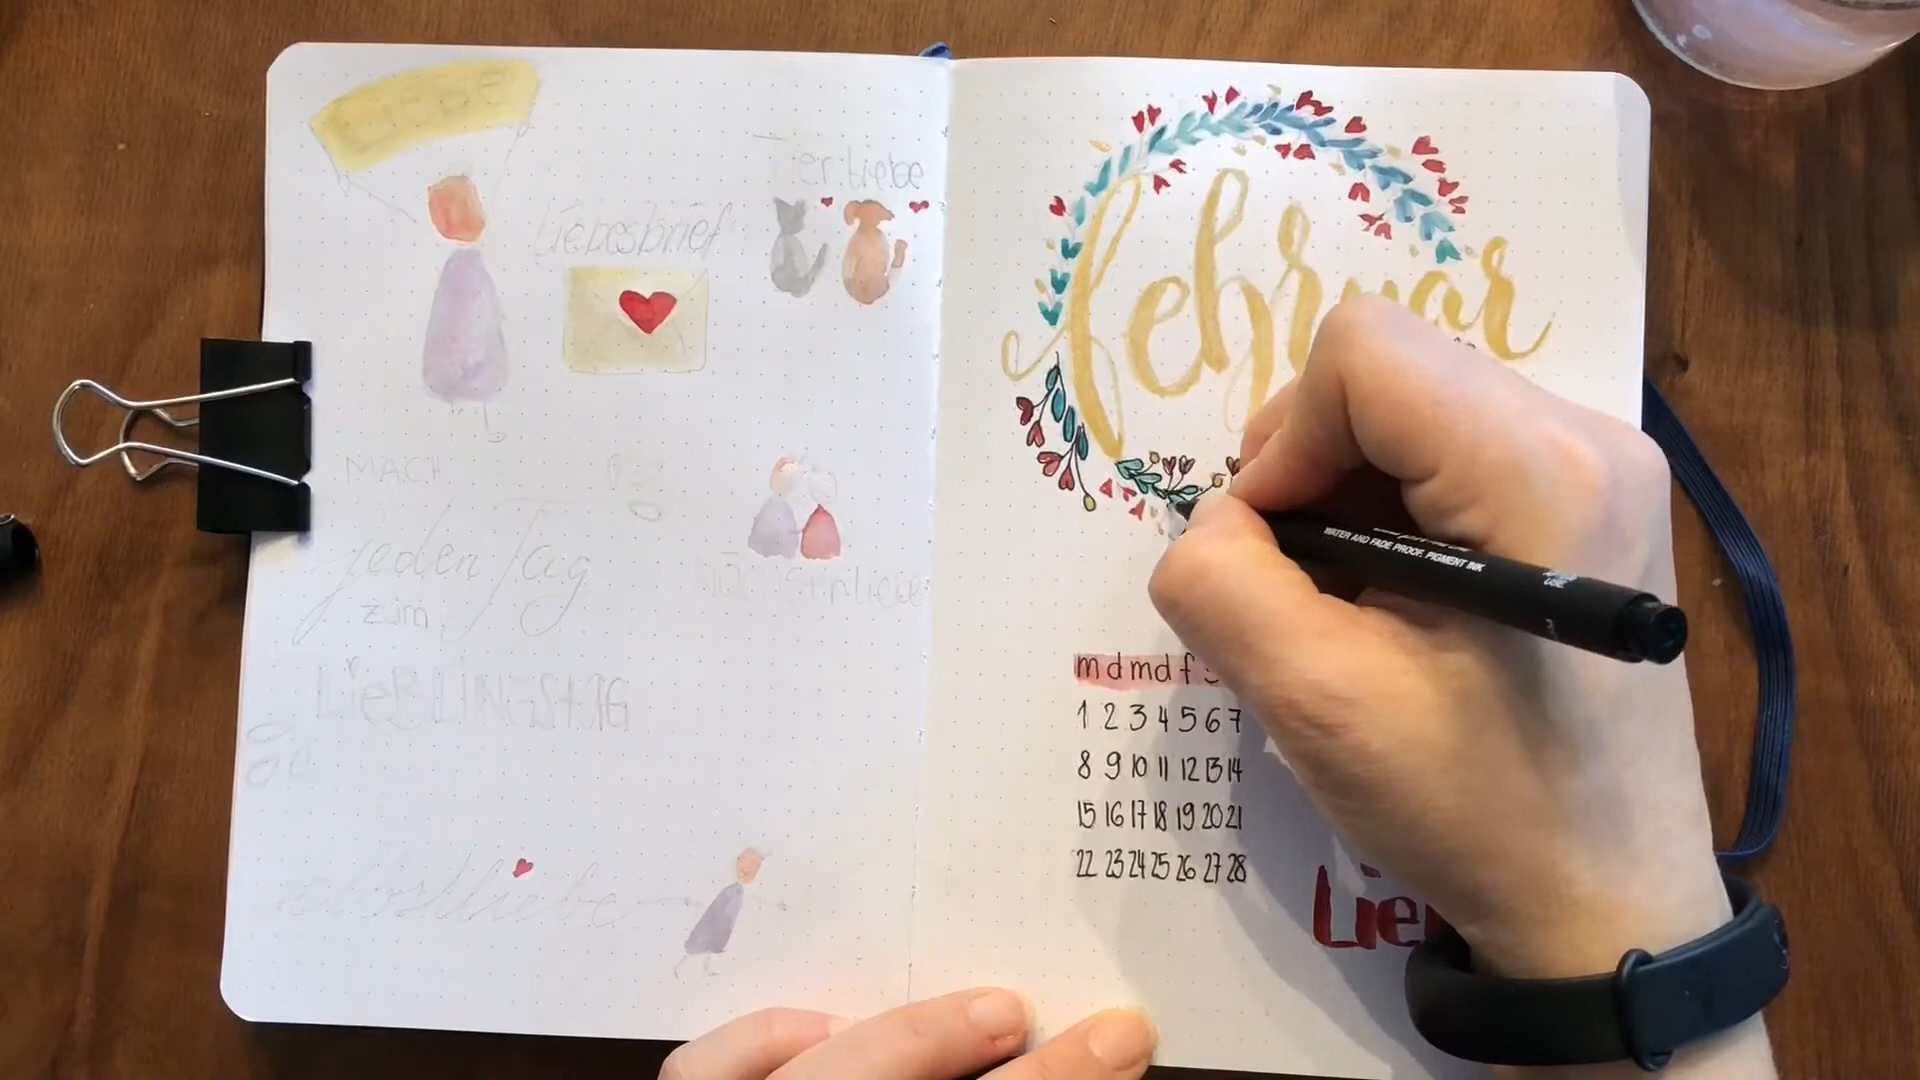 Liebe
Tierliebe
Liebesbrief
MACH
jeden Tag
zum
LieBLiNGStAG
februar
WATER AND FADE PROOF. PIGMENT INK
m d m d f
1 2 3 4 5 6 7
8 9 10 11 12 13 14
15 16 17 18 19 20 21
22 23 24 25 26 27 28
Lie